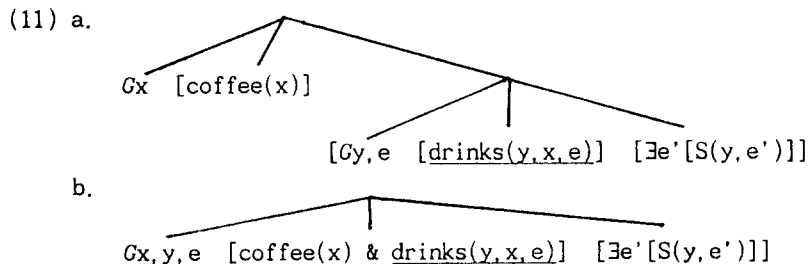 (11) a.
Gx [coffee(x)]
[Gy,e [drinks(y,x,e)] [∃e'[S(y,e')]]
b.
Gx,y,e [coffee(x) & drinks(y,x,e)] [∃e'[S(y,e')]]